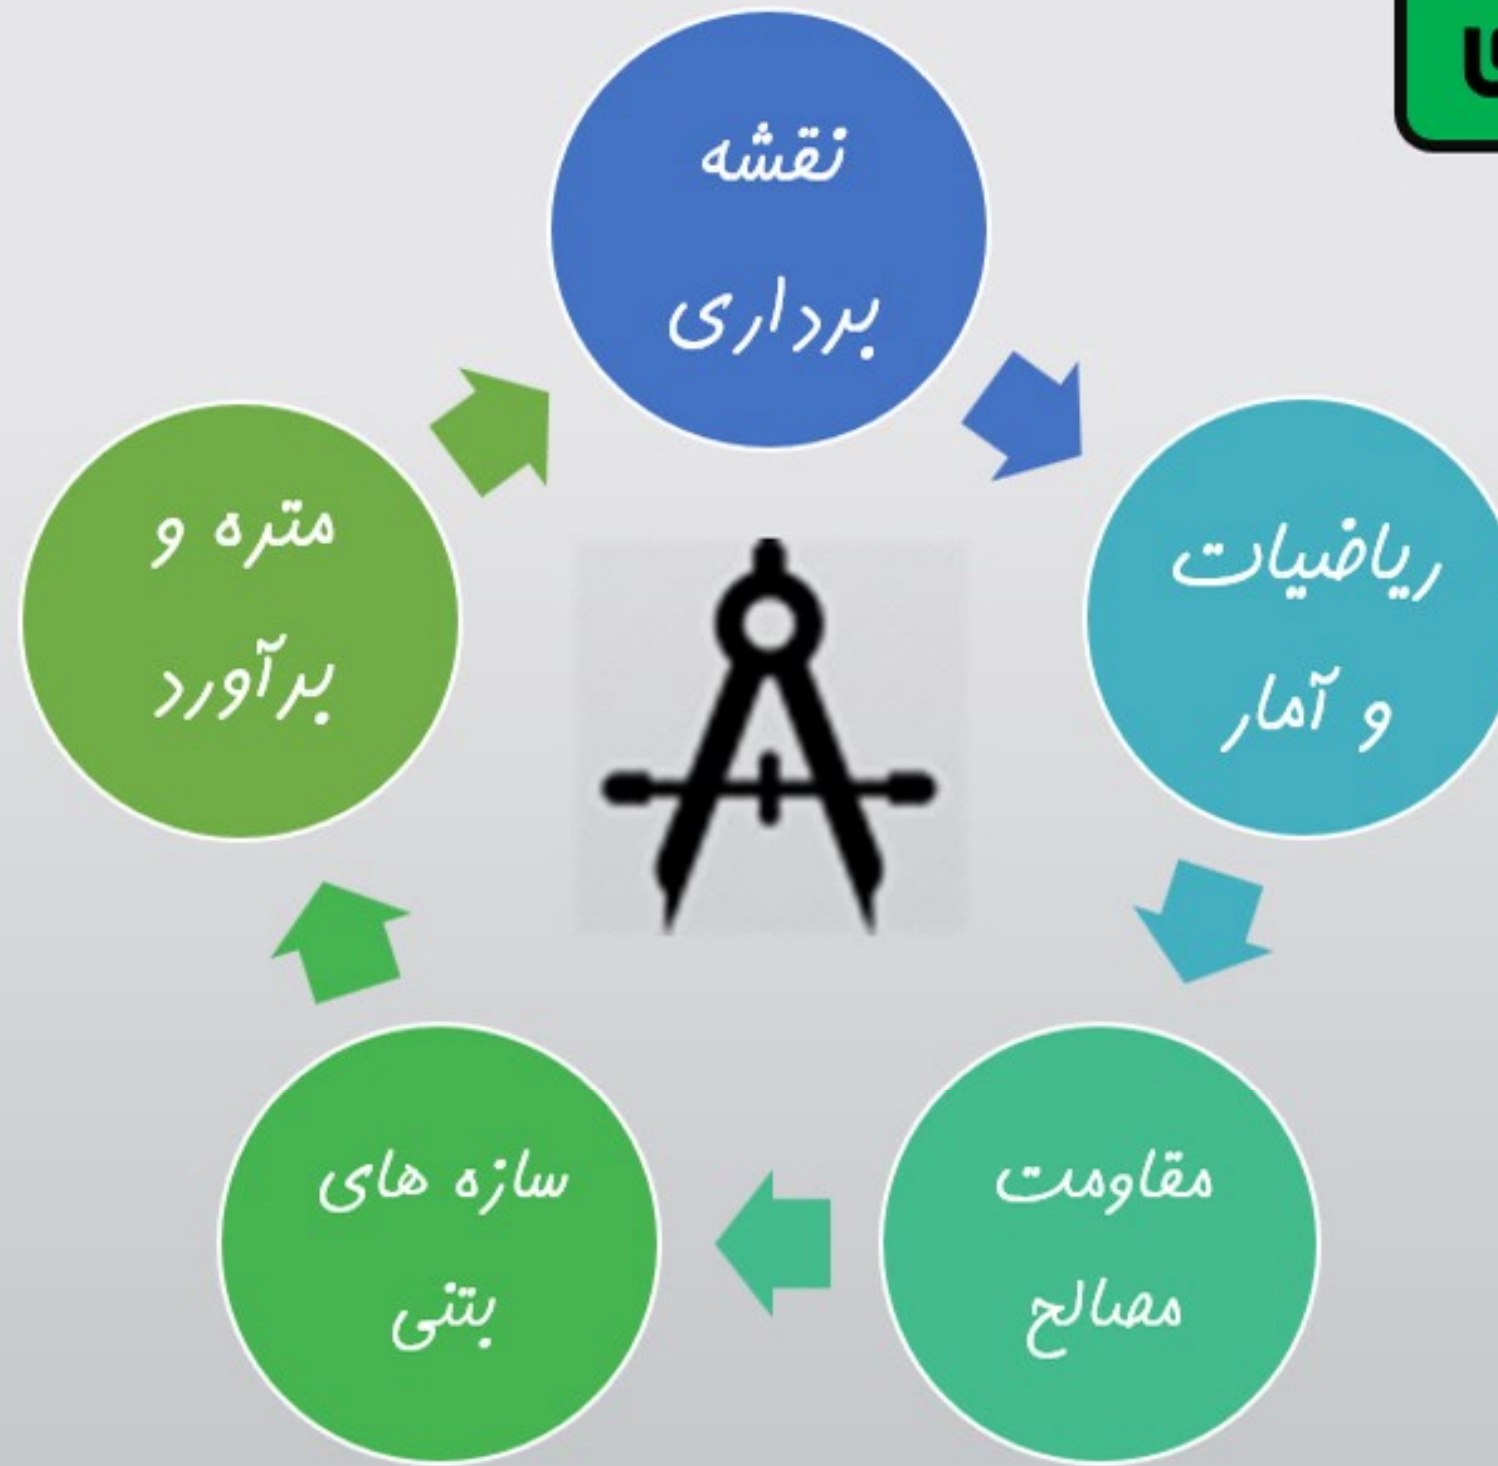 نقشه
برداری
ریاضیات
و آمار
مقاومت
مصالح
سازه های
بتنی
متره و
برآورد